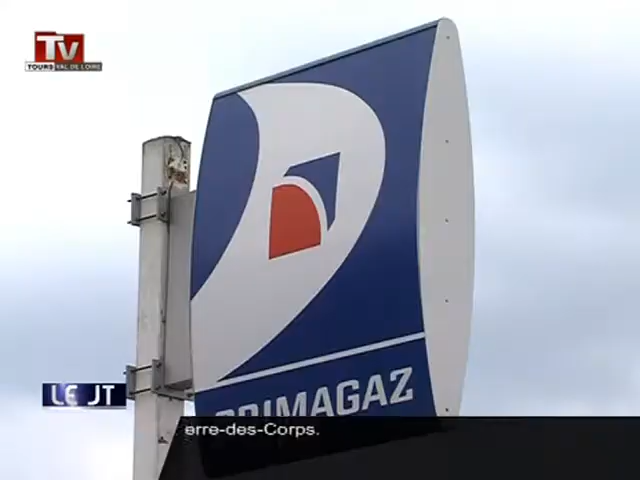 TV
TOURS VAL DE LOIRE
PRIMAGAZ
LE JT
erre-des-Corps.